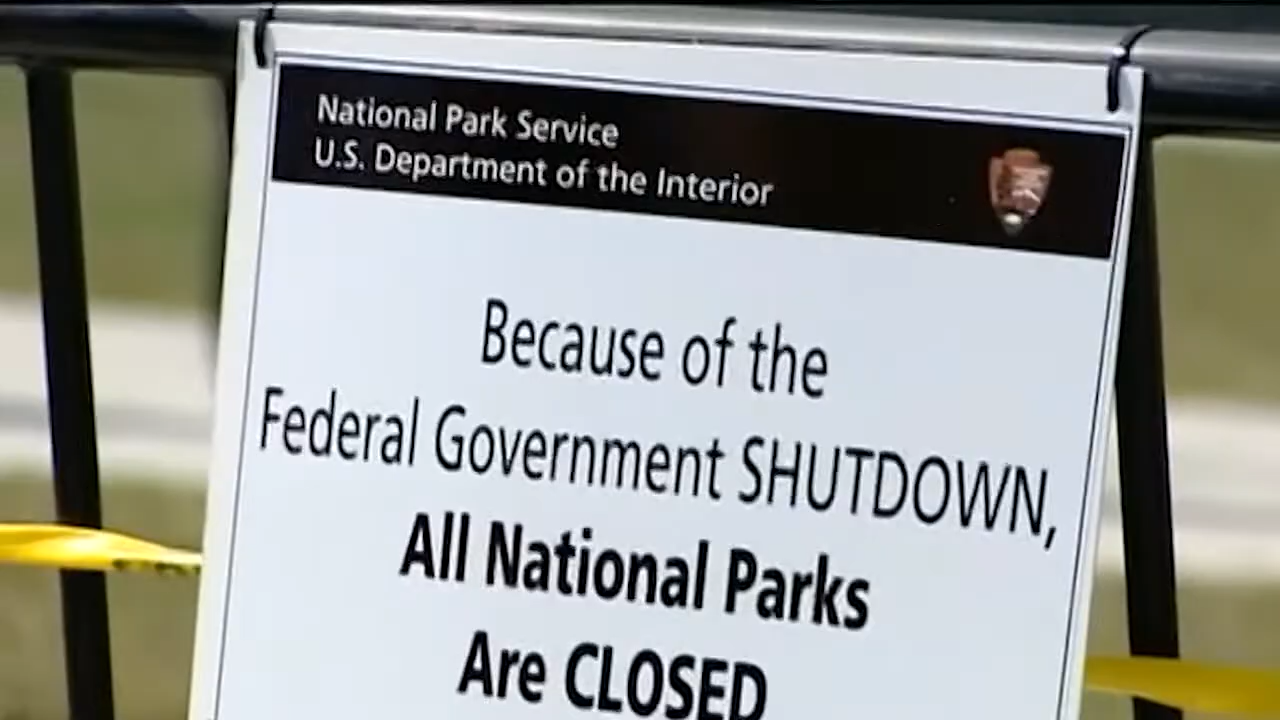 National Park Service
U.S. Department of the Interior
Because of the
Federal Government SHUTDOWN,
All National Parks
Are CLOSED